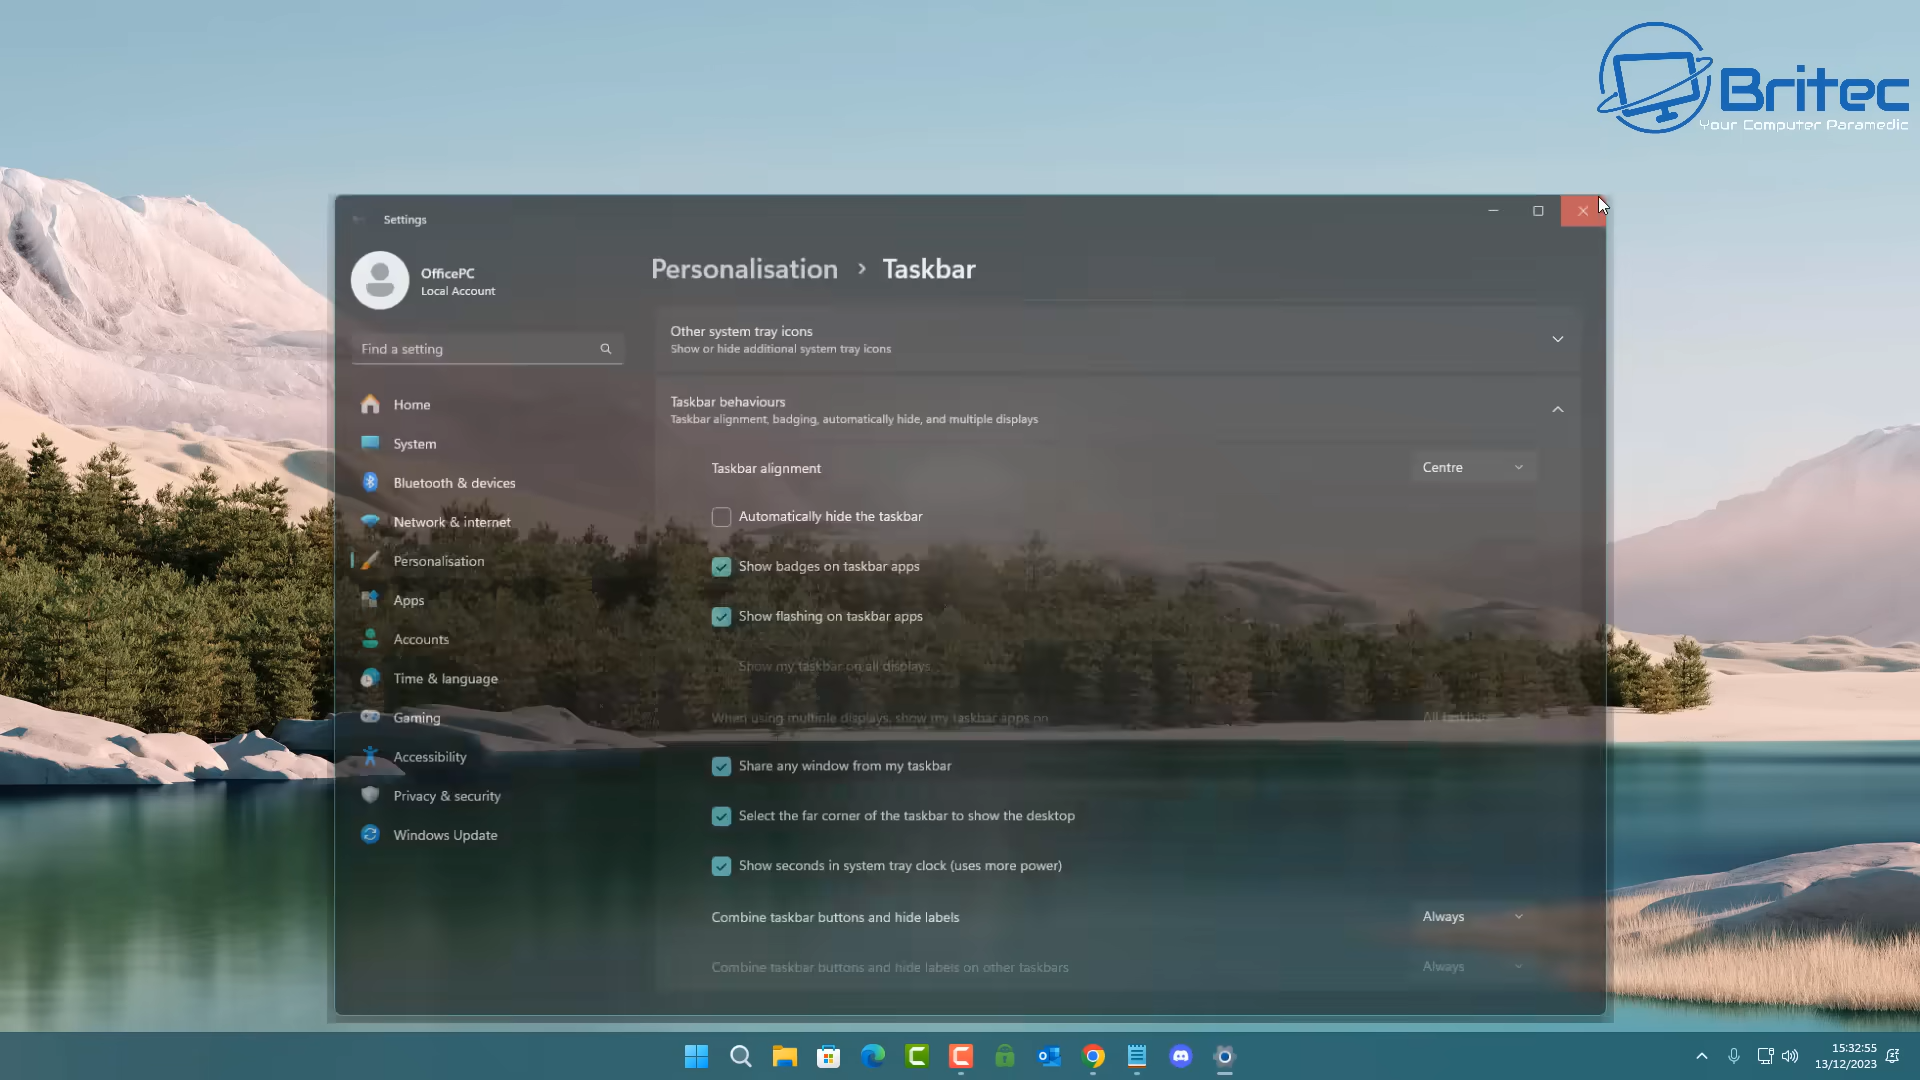 Britec
Your Computer Paramedic
Settings
OfficePC
Local Account
Find a setting
Home
System
Bluetooth & devices
Network & internet
Personalisation
Apps
Accounts
Time & language
Gaming
Accessibility
Privacy & security
Windows Update
Personalisation › Taskbar
Other system tray icons
Show or hide additional system tray icons
Taskbar behaviours
Taskbar alignment, badging, automatically hide, and multiple displays
Taskbar alignment Centre
Automatically hide the taskbar
Show badges on taskbar apps
Show flashing on taskbar apps
Show my taskbar on all displays
When using multiple displays, show my taskbar apps on All taskbars
Share any window from my taskbar
Select the far corner of the taskbar to show the desktop
Show seconds in system tray clock (uses more power)
Combine taskbar buttons and hide labels Always
Combine taskbar buttons and hide labels on other taskbars Always
15:32:55
13/12/2023